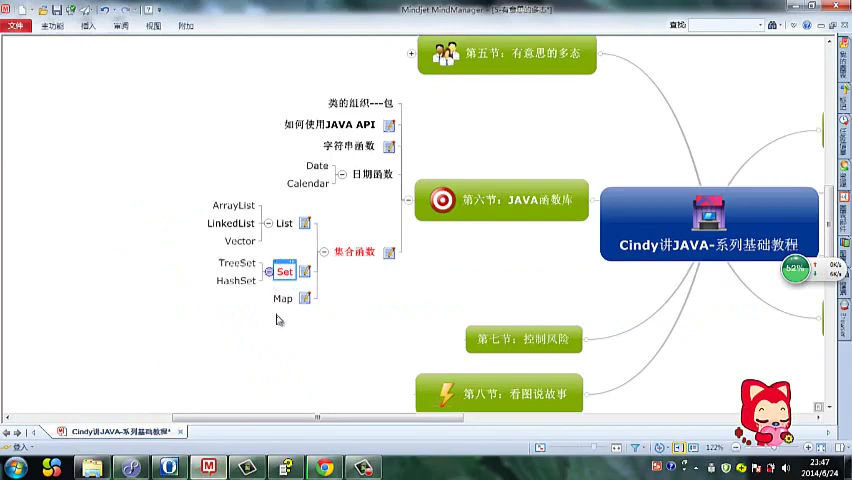 Mindjet MindManager - [5-有意思的多态*]
文件 主功能 插入 审阅 视图 附加
查找:
第五节：有意思的多态
类的组织---包
如何使用JAVA API
字符串函数
Date
日期函数
Calendar
第六节：JAVA函数库
ArrayList
LinkedList
List
Vector
集合函数
TreeSet
Set
HashSet
Map
Cindy讲JAVA-系列基础教程
52%
0K/s
6K/s
第七节：控制风险
第八节：看图说故事
Cindy讲JAVA-系列基础教程*
登入
122%
23:47
2014/6/24